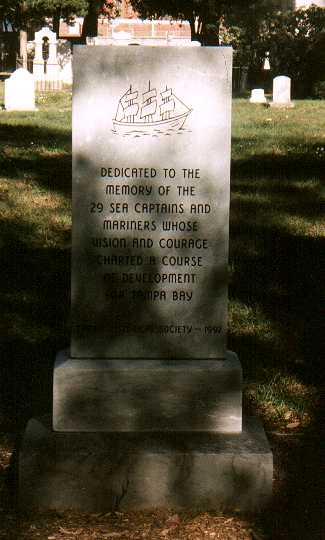 DEDICATED TO THE
MEMORY OF THE
29 SEA CAPTAINS AND
MARINERS WHOSE
VISION AND COURAGE
CHARTED A COURSE
OF DEVELOPMENT
FOR TAMPA BAY
SOCIETY – 1992